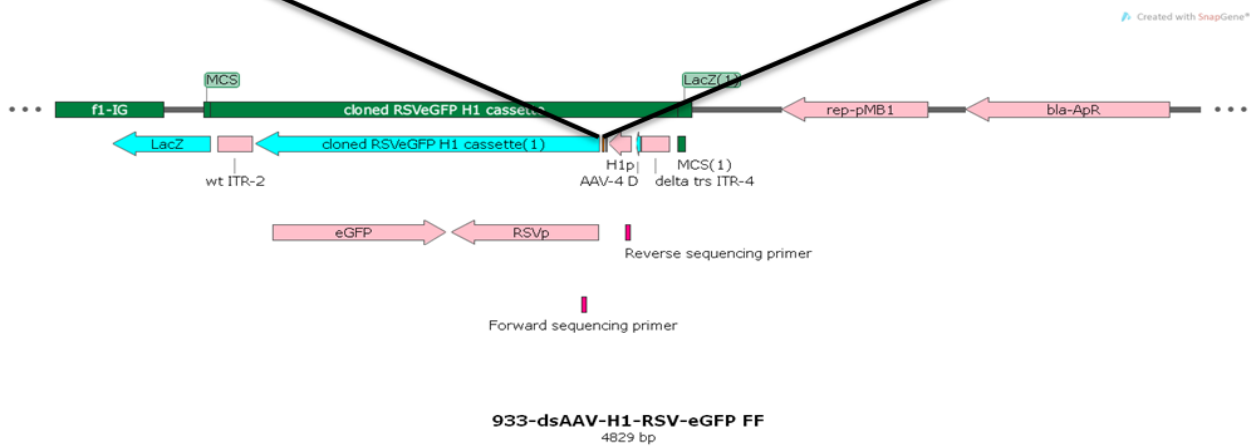 Created with SnapGene®
MCS
LacZ(1)
f1-IG
cloned RSVeGFP H1 cassette
rep-pMB1
bla-ApR
LacZ
cloned RSVeGFP H1 cassette(1)
H1p
MCS(1)
wt ITR-2
AAV-4 D
delta trs ITR-4
eGFP
RSVp
Reverse sequencing primer
Forward sequencing primer
933-dsAAV-H1-RSV-eGFP FF
4829 bp